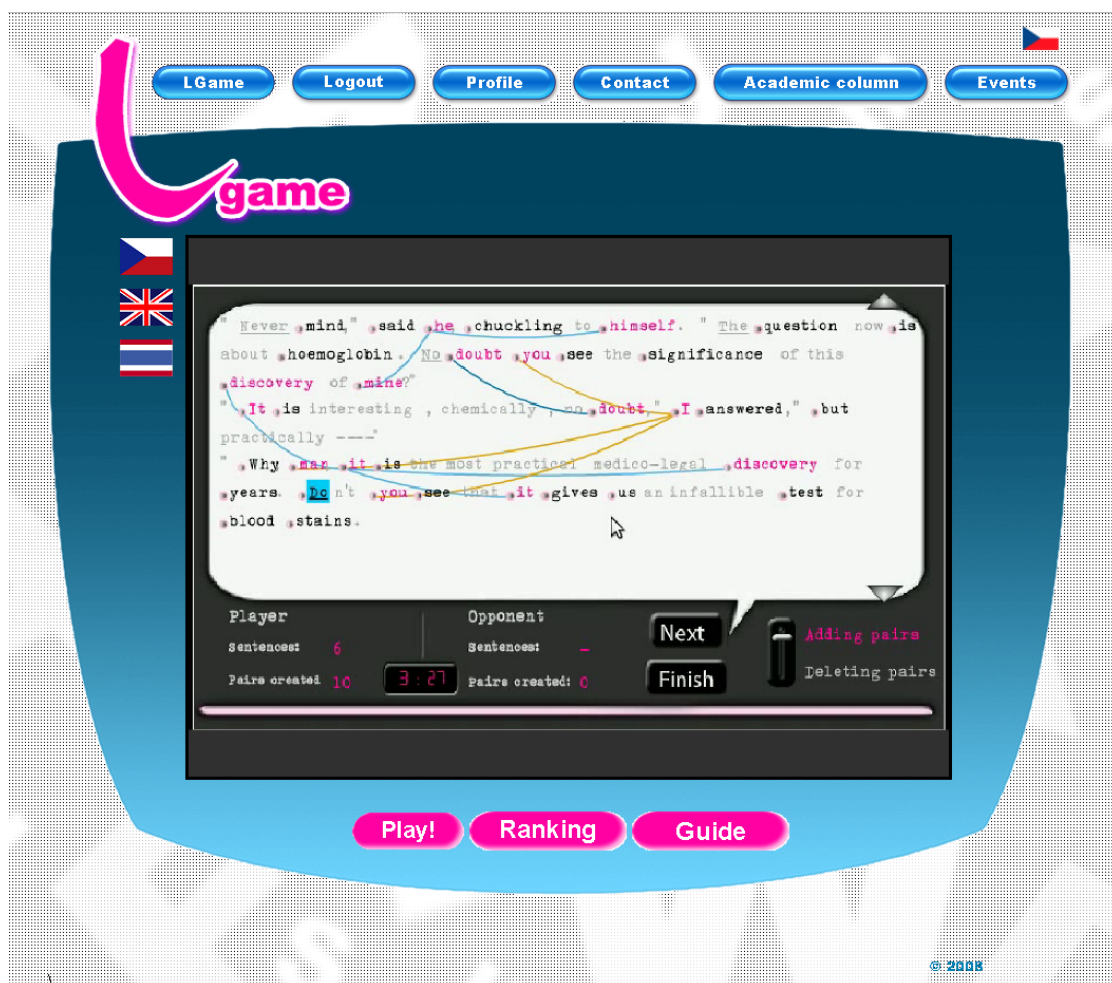 LGame Logout Profile Contact Academic column Events
L
game
" Never mind," said he chuckling to himself. " The question now is
about hoemoglobin . No doubt you see the significance of this
discovery of mine?"
" It is interesting , chemically , no doubt," I answered," but
practically ----"
" Why man it is the most practical medico-legal discovery for
years. Do n't you see that it gives us an infallible test for
blood stains.
Player Opponent
Sentences: 6 Sentences: –
Pairs created 10 3:27 Pairs created: 0
Next
Finish
Adding pairs
Deleting pairs
Play! Ranking Guide
© 2008